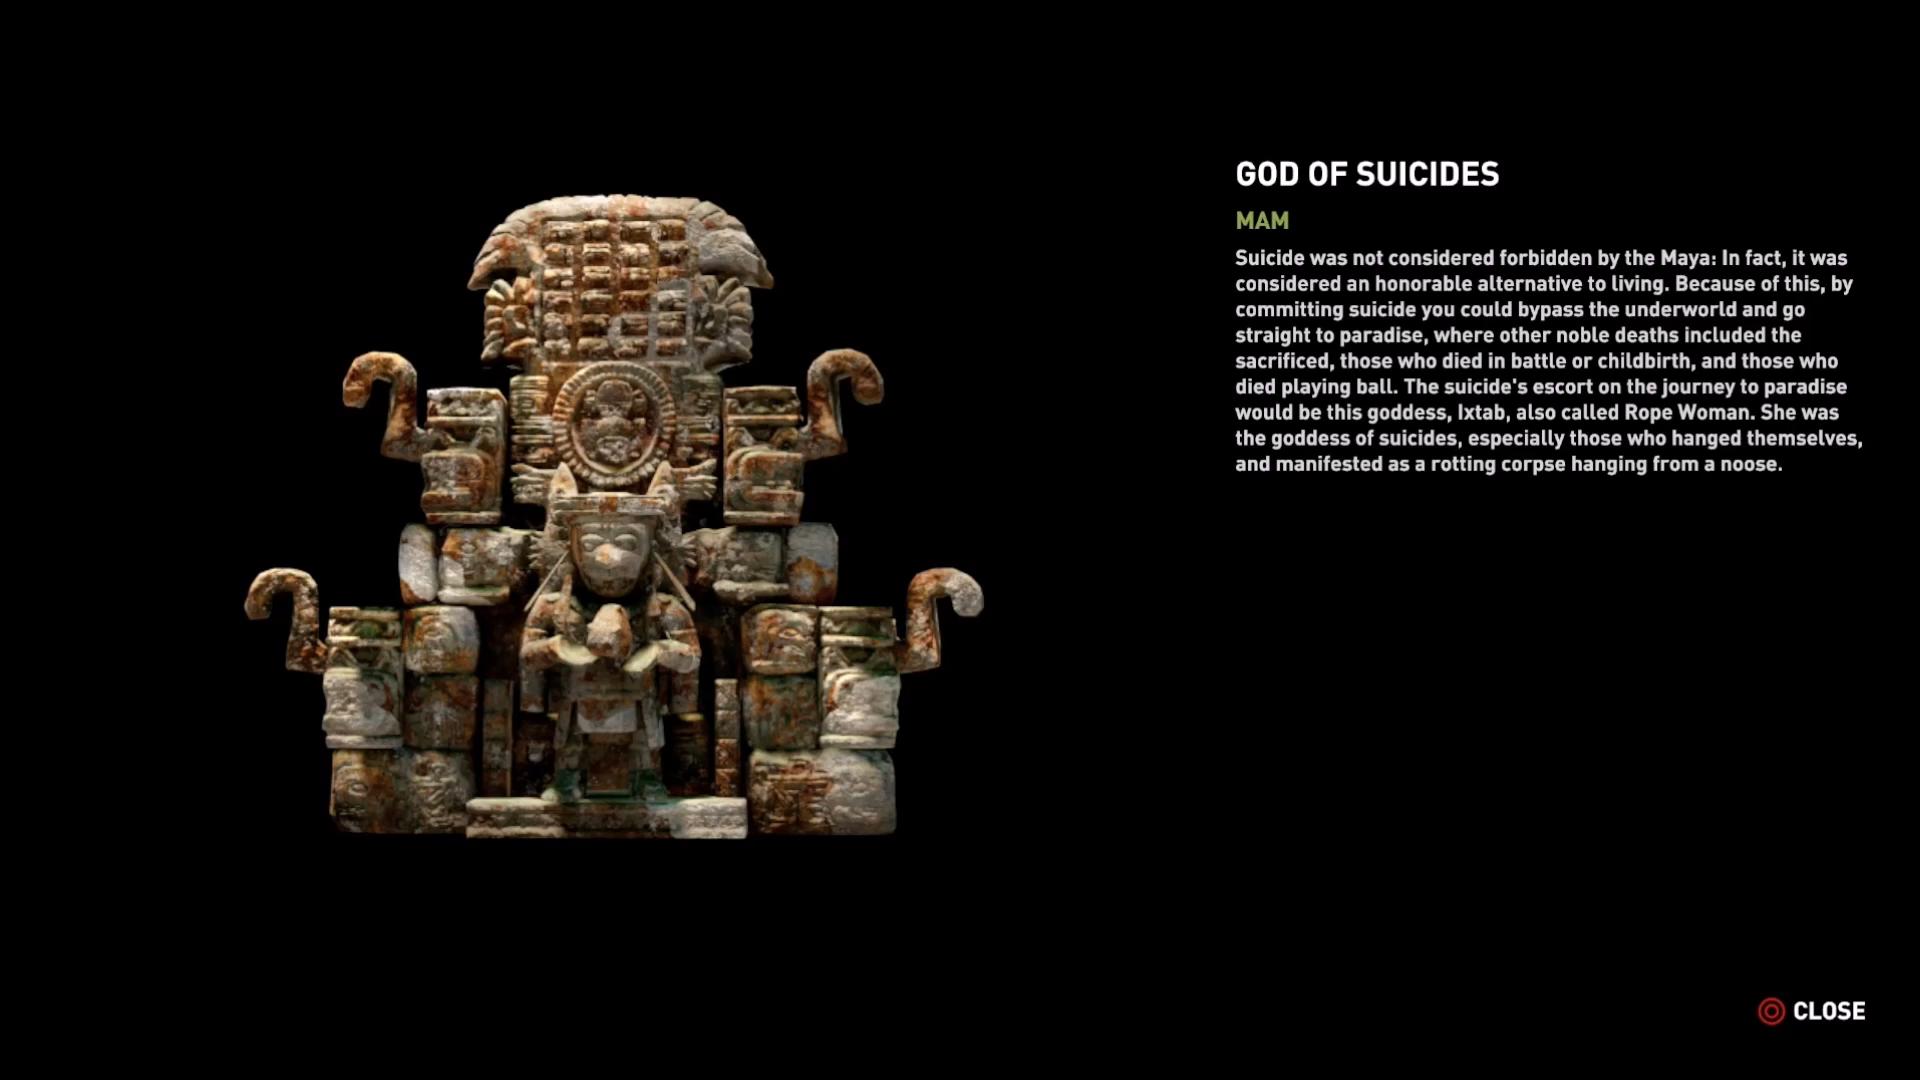 GOD OF SUICIDES
MAM
Suicide was not considered forbidden by the Maya: In fact, it was
considered an honorable alternative to living. Because of this, by
committing suicide you could bypass the underworld and go
straight to paradise, where other noble deaths included the
sacrificed, those who died in battle or childbirth, and those who
died playing ball. The suicide's escort on the journey to paradise
would be this goddess, Ixtab, also called Rope Woman. She was
the goddess of suicides, especially those who hanged themselves,
and manifested as a rotting corpse hanging from a noose.
CLOSE